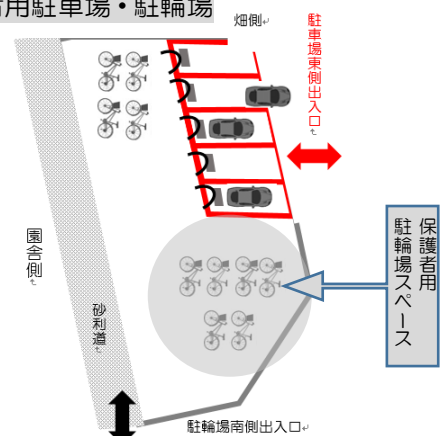 用駐車場・駐輪場
畑側
駐車場東側出入口
園舎側
砂利道
保護者用
駐輪場スペース
駐輪場南側出入口